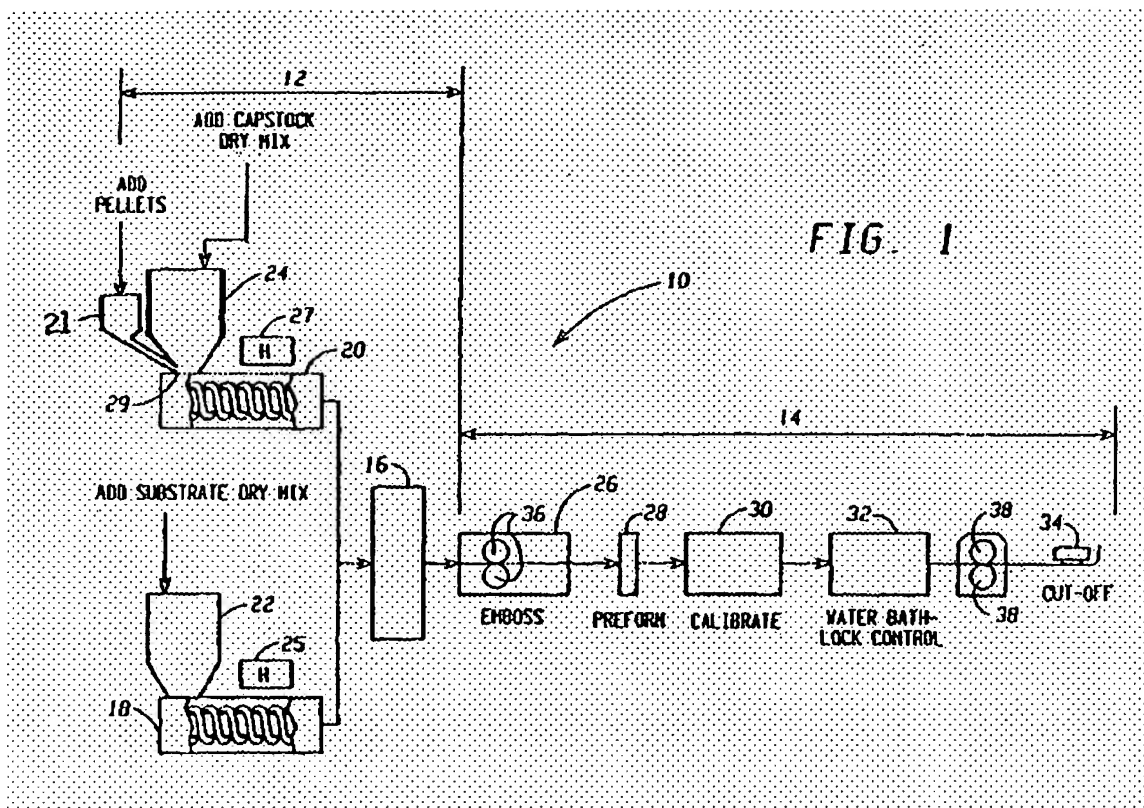 12
ADD CAPSTOCK
DRY MIX
ADD
PELLETS
FIG. 1
10
24
21
27
H
20
29
14
16
ADD SUBSTRATE DRY MIX
36
26
28
30
32
38
34
EMBOSS
PREFORM
CALIBRATE
WATER BATH-
LOCK CONTROL
38
CUT-OFF
22
25
H
18